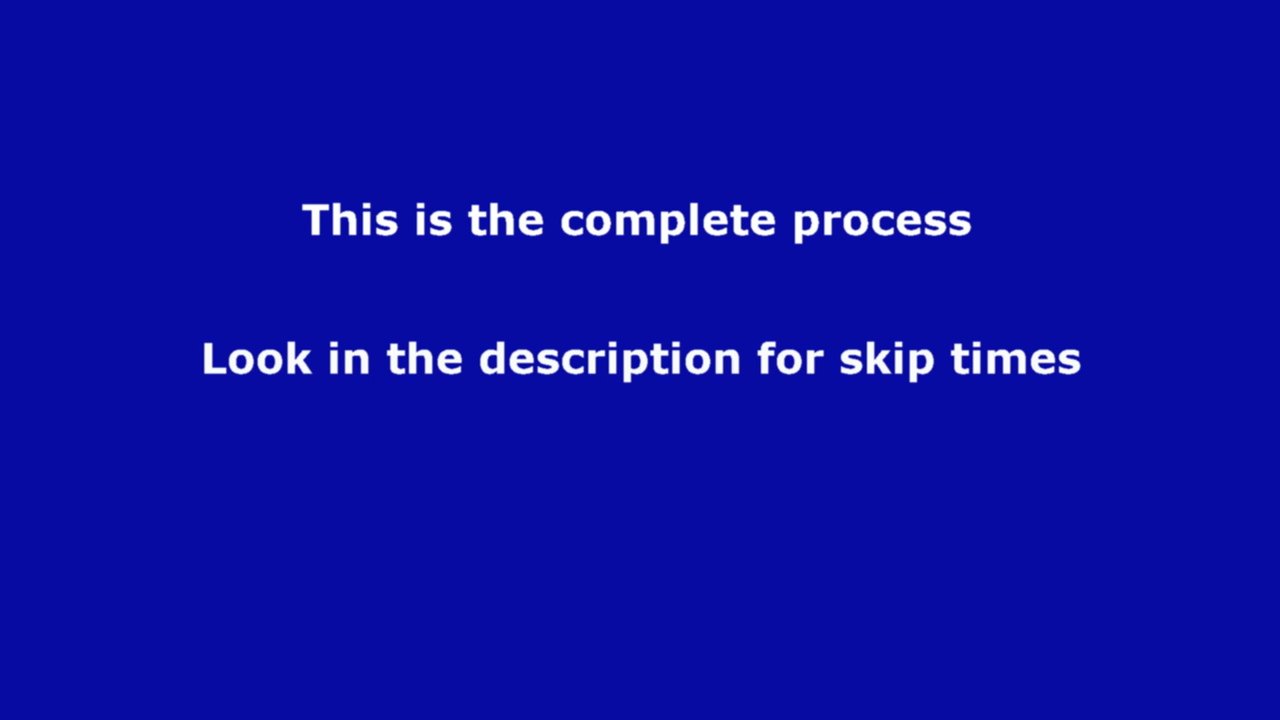 This is the complete process
Look in the description for skip times